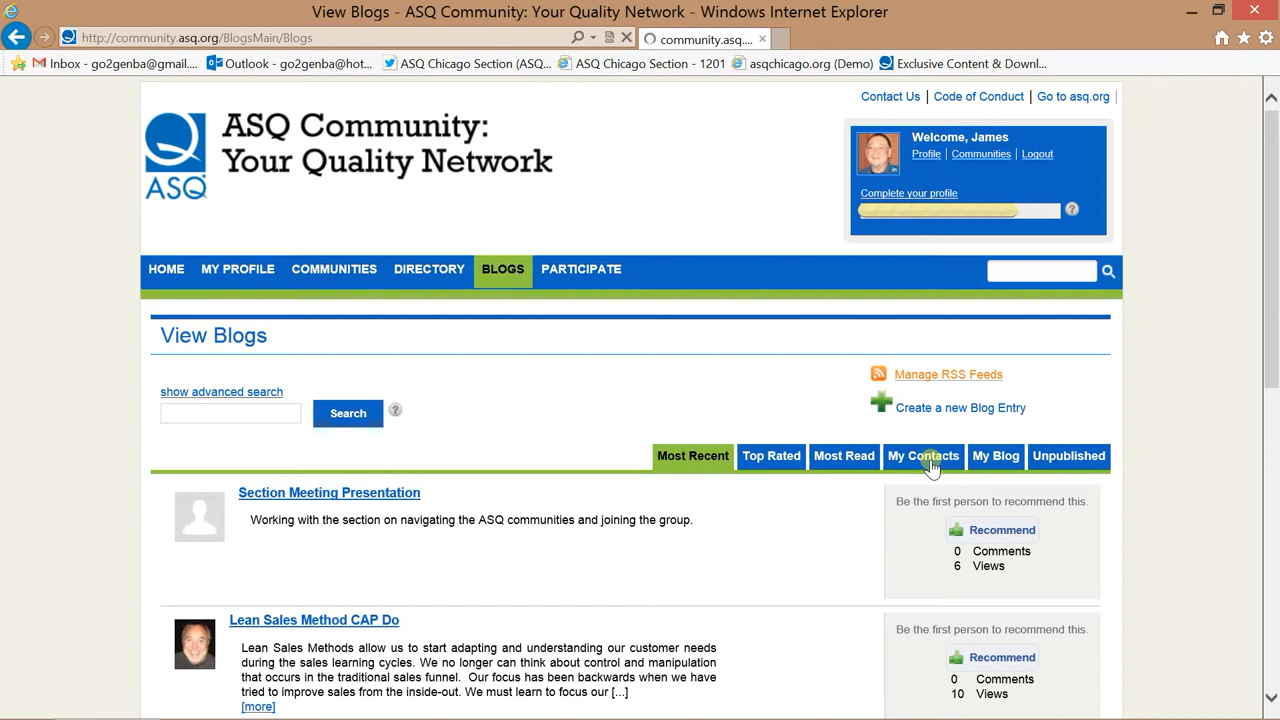 View Blogs - ASQ Community: Your Quality Network - Windows Internet Explorer
http://community.asq.org/BlogsMain/Blogs
community.asq....
Inbox - go2genba@gmail....
Outlook - go2genba@hot...
ASQ Chicago Section (ASQ...
ASQ Chicago Section - 1201
asqchicago.org (Demo)
Exclusive Content & Downl...
Contact Us | Code of Conduct | Go to asq.org |
ASQ Community:
Your Quality Network
ASQ
Welcome, James
Profile | Communities | Logout
Complete your profile
?
HOME MY PROFILE COMMUNITIES DIRECTORY BLOGS PARTICIPATE
View Blogs
Manage RSS Feeds
show advanced search
Create a new Blog Entry
Search ?
Most Recent Top Rated Most Read My Contacts My Blog Unpublished
Section Meeting Presentation
Working with the section on navigating the ASQ communities and joining the group.
Be the first person to recommend this.
Recommend
0 Comments
6 Views
Lean Sales Method CAP Do
Lean Sales Methods allow us to start adapting and understanding our customer needs
during the sales learning cycles. We no longer can think about control and manipulation
that occurs in the traditional sales funnel. Our focus has been backwards when we have
tried to improve sales from the inside-out. We must learn to focus our [...]
[more]
Be the first person to recommend this.
Recommend
0 Comments
10 Views